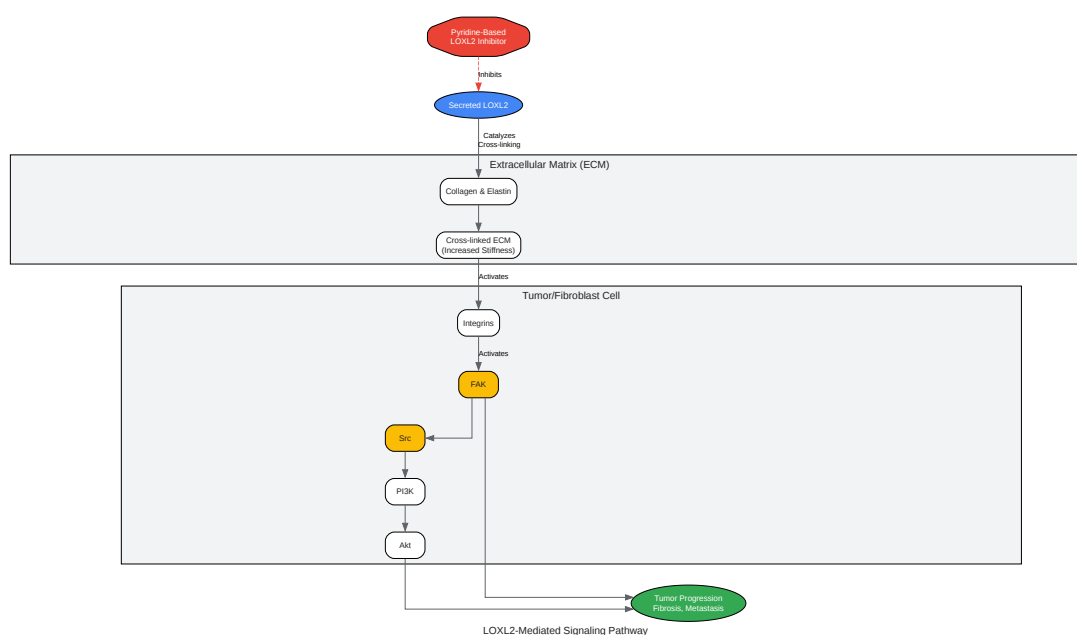 Pyridine-Based
LOXL2 Inhibitor
Inhibits
Secreted LOXL2
Catalyzes
Cross-linking
Extracellular Matrix (ECM)
Collagen & Elastin
Cross-linked ECM
(Increased Stiffness)
Activates
Tumor/Fibroblast Cell
Integrins
Activates
FAK
Src
PI3K
Akt
Tumor Progression
Fibrosis, Metastasis
LOXL2-Mediated Signaling Pathway